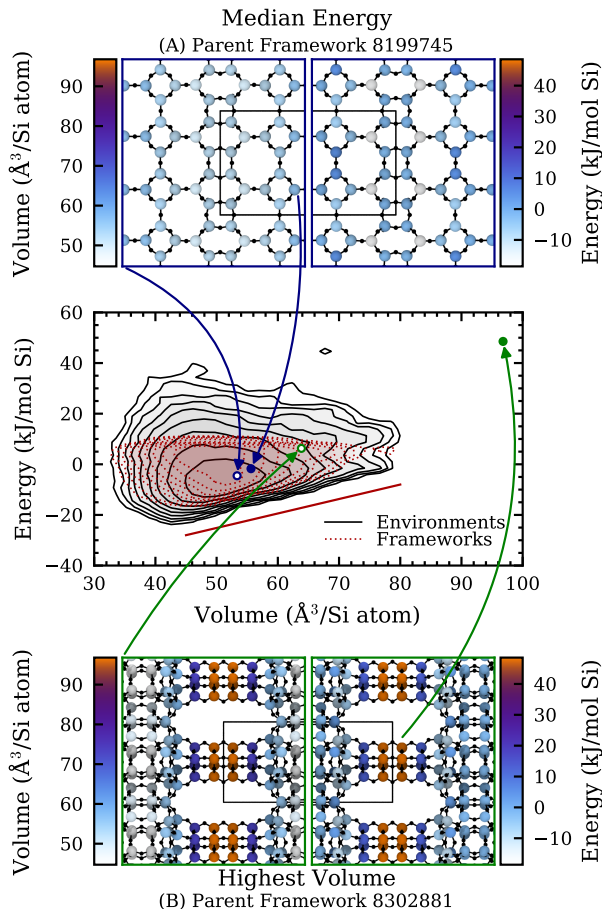 Median Energy
(A) Parent Framework 8199745
Volume (Å³/Si atom)
90
80
70
60
50
Energy (kJ/mol Si)
40
30
20
10
0
−10
Energy (kJ/mol Si)
60
40
20
0
−20
−40
Environments
Frameworks
30 40 50 60 70 80 90 100
Volume (Å³/Si atom)
Volume (Å³/Si atom)
90
80
70
60
50
Energy (kJ/mol Si)
40
30
20
10
0
−10
Highest Volume
(B) Parent Framework 8302881